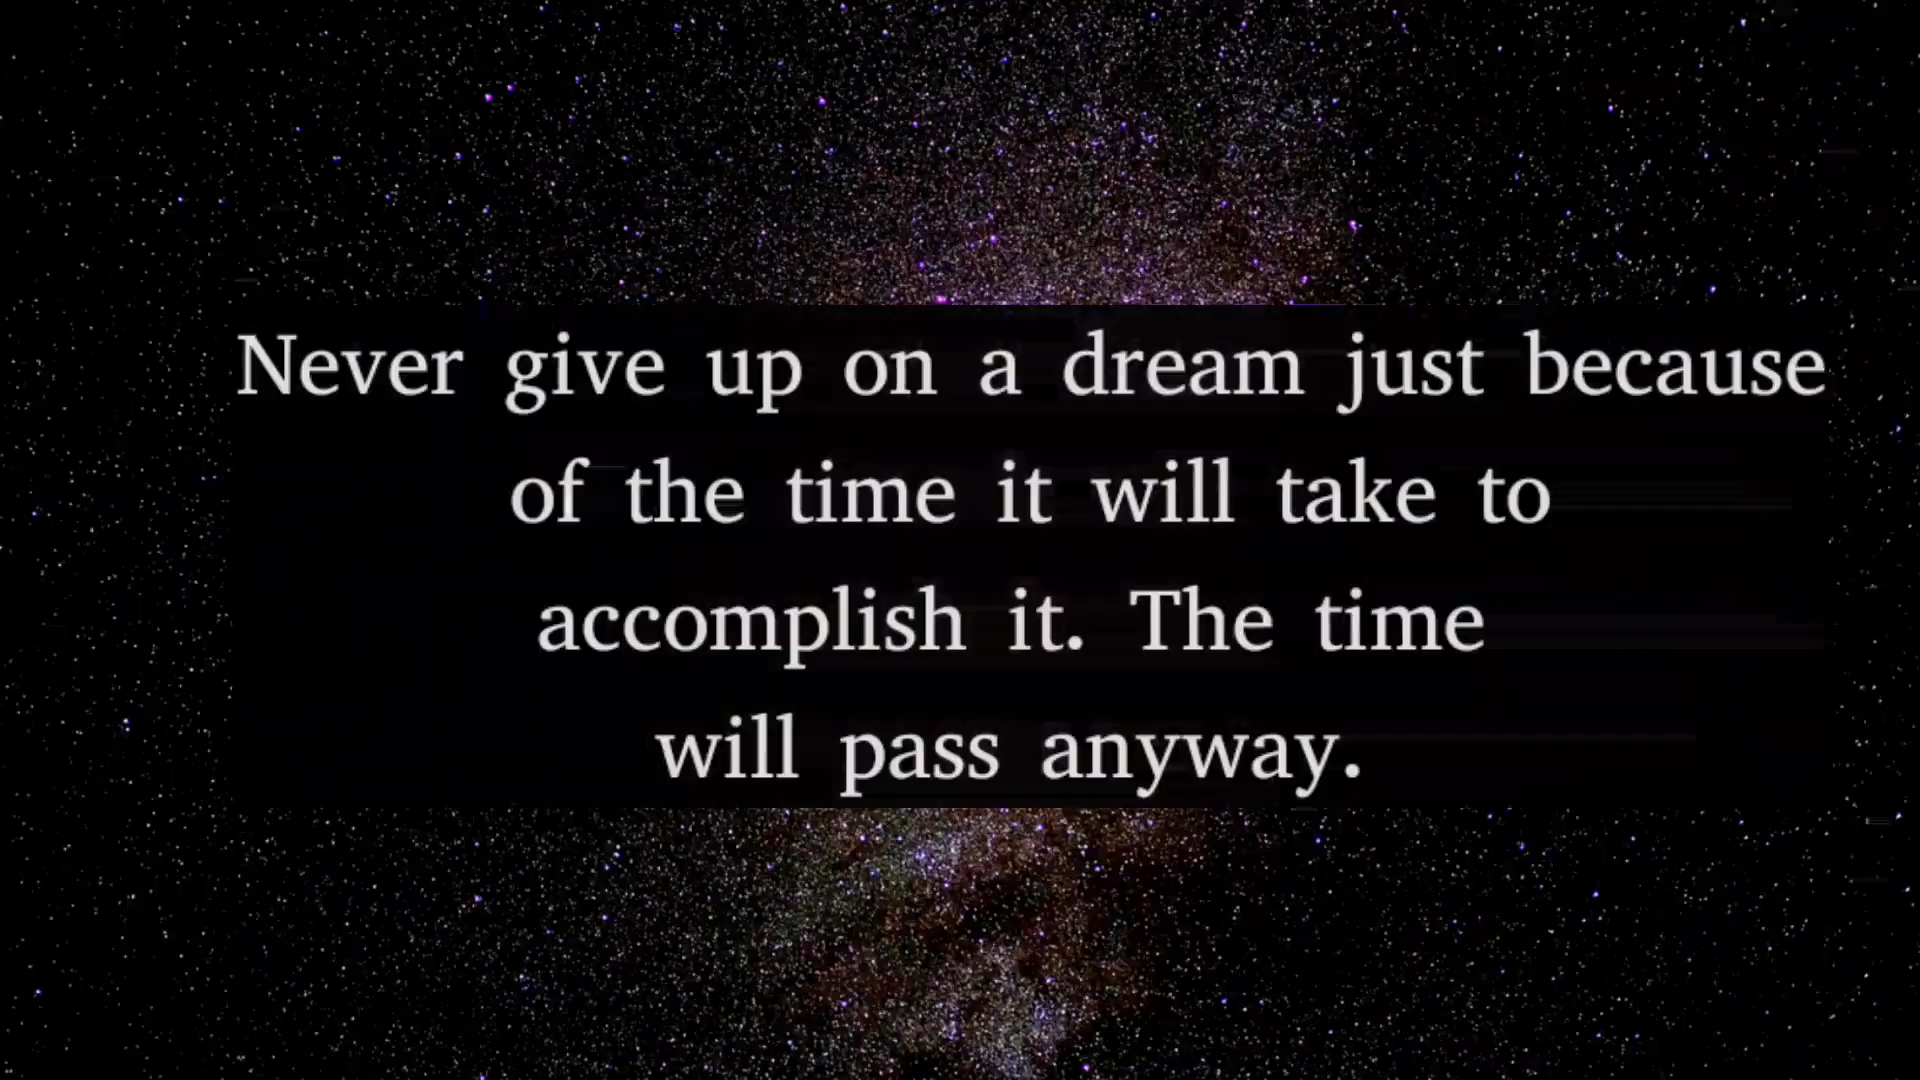 Never give up on a dream just because
of the time it will take to
accomplish it. The time
will pass anyway.